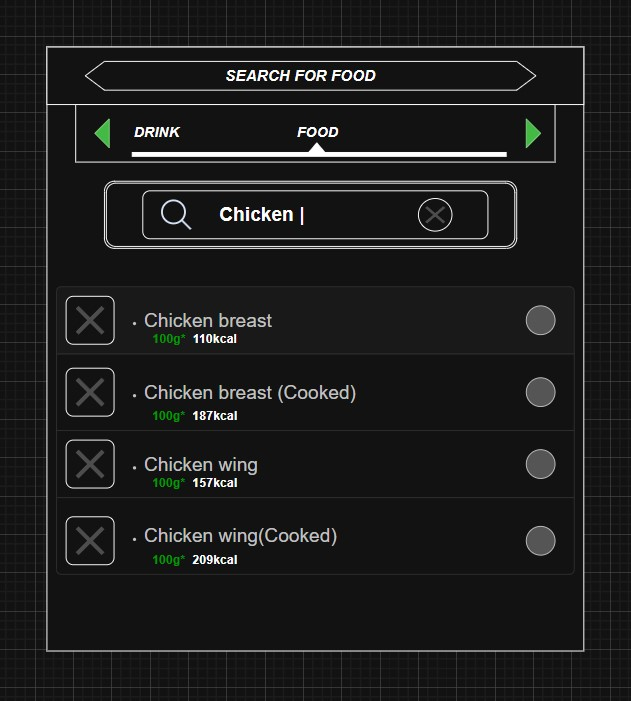 SEARCH FOR FOOD
DRINK FOOD
Chicken |
• Chicken breast
100g* 110kcal
• Chicken breast (Cooked)
100g* 187kcal
• Chicken wing
100g* 157kcal
• Chicken wing(Cooked)
100g* 209kcal